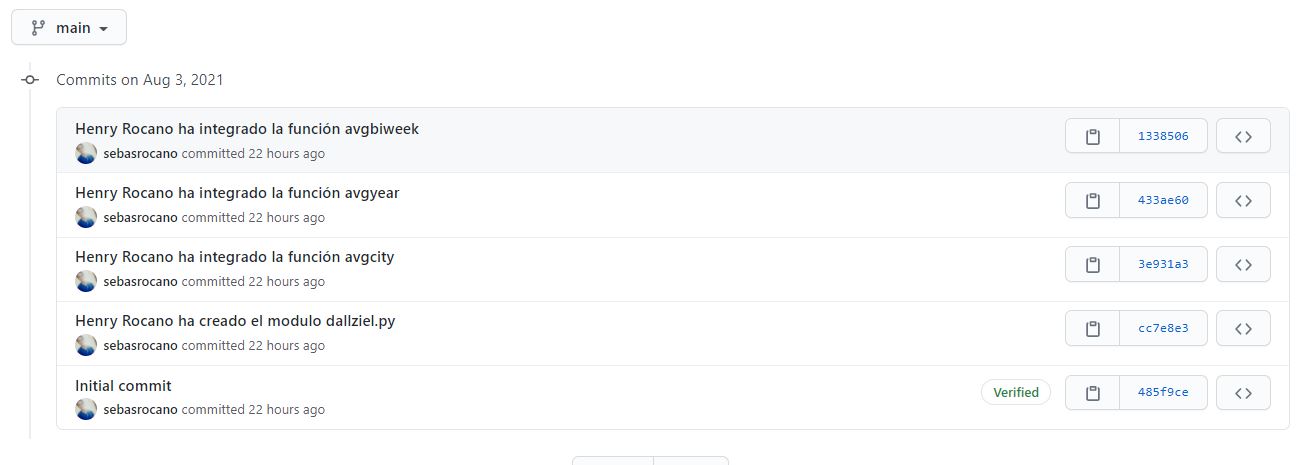 main
Commits on Aug 3, 2021
Henry Rocano ha integrado la función avgbiweek
sebasrocano committed 22 hours ago
1338506
Henry Rocano ha integrado la función avgyear
sebasrocano committed 22 hours ago
433ae60
Henry Rocano ha integrado la función avgcity
sebasrocano committed 22 hours ago
3e931a3
Henry Rocano ha creado el modulo dallziel.py
sebasrocano committed 22 hours ago
cc7e8e3
Initial commit
sebasrocano committed 22 hours ago
Verified
485f9ce